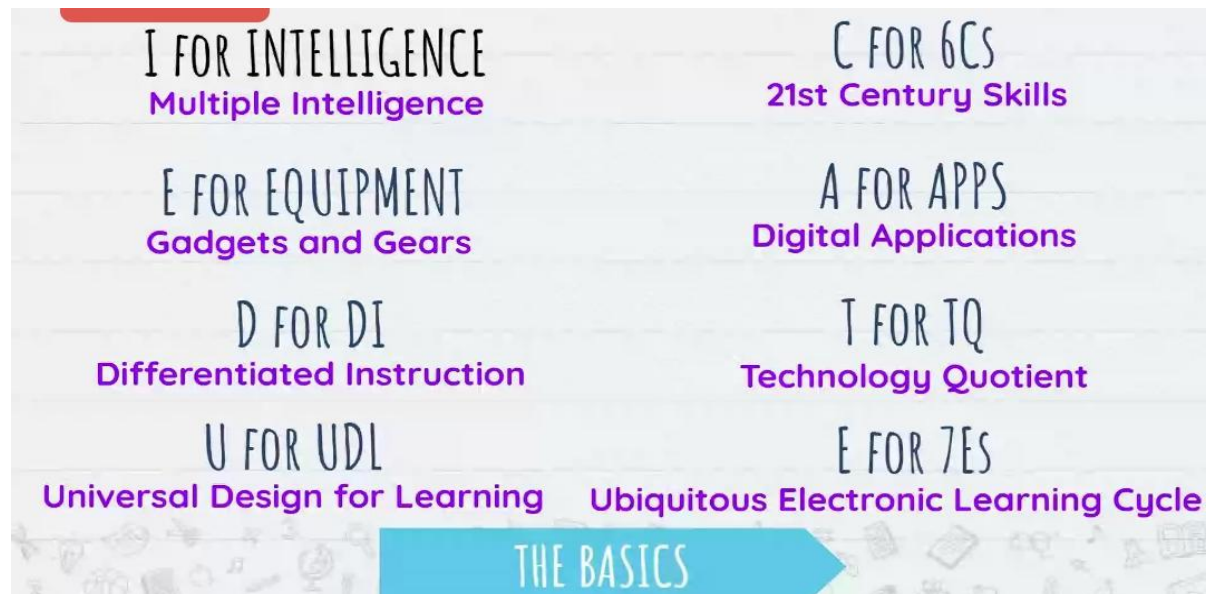 I FOR INTELLIGENCE
Multiple Intelligence
E FOR EQUIPMENT
Gadgets and Gears
D FOR DI
Differentiated Instruction
U FOR UDL
Universal Design for Learning
C FOR 6Cs
21st Century Skills
A FOR APPS
Digital Applications
T FOR TQ
Technology Quotient
E FOR 7Es
Ubiquitous Electronic Learning Cycle
THE BASICS